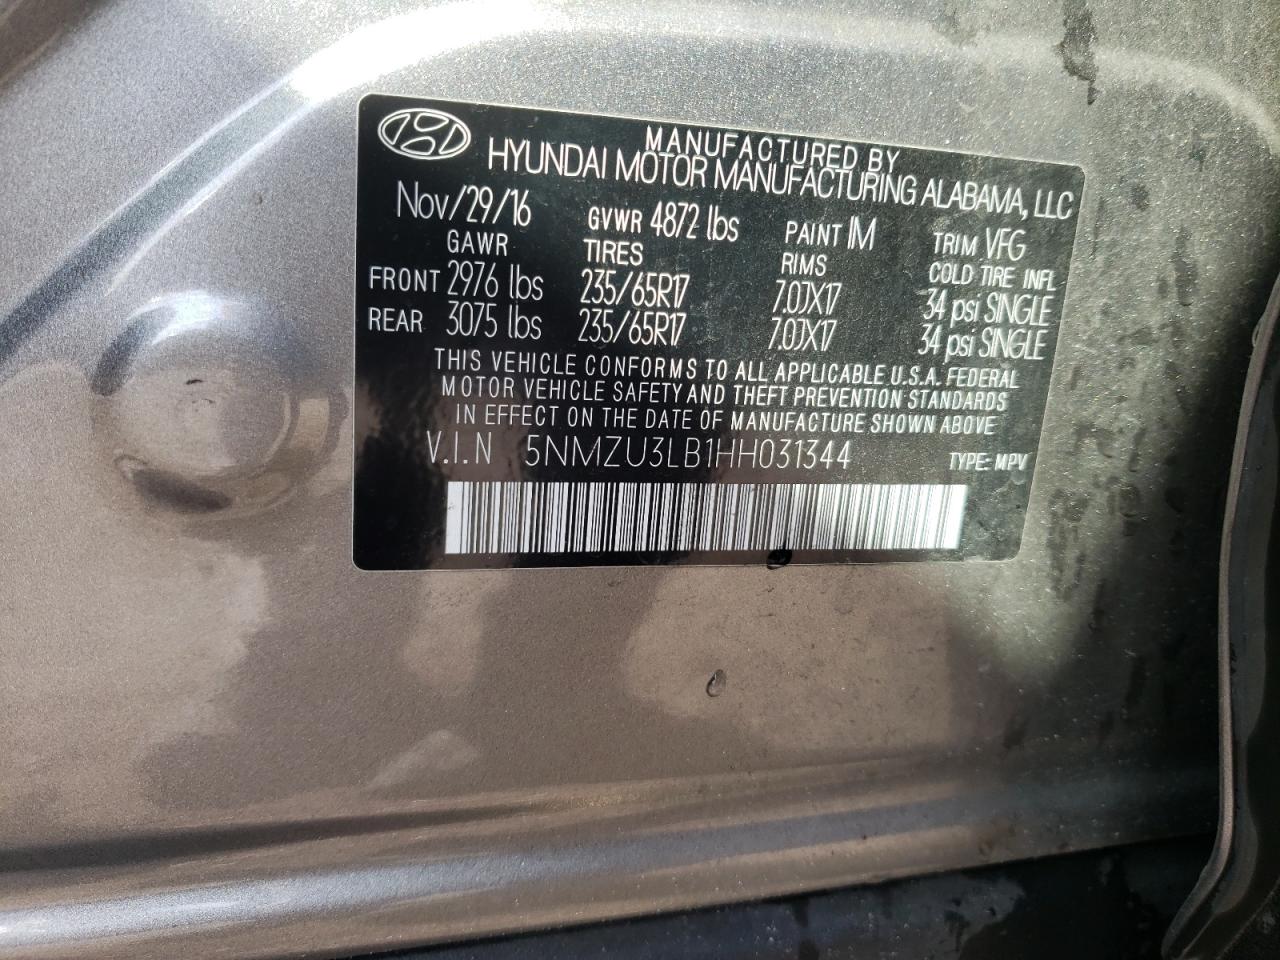 MANUFACTURED BY
HYUNDAI MOTOR MANUFACTURING ALABAMA, LLC
Nov/29/16 GVWR 4872 lbs PAINT IM TRIM VFG
GAWR TIRES RIMS COLD TIRE INFL
FRONT 2976 lbs 235/65R17 7.0JX17 34 psi SINGLE
REAR 3075 lbs 235/65R17 7.0JX17 34 psi SINGLE
THIS VEHICLE CONFORMS TO ALL APPLICABLE U.S.A. FEDERAL
MOTOR VEHICLE SAFETY AND THEFT PREVENTION STANDARDS
IN EFFECT ON THE DATE OF MANUFACTURE SHOWN ABOVE
V.I.N 5NMZU3LB1HH031344 TYPE: MPV